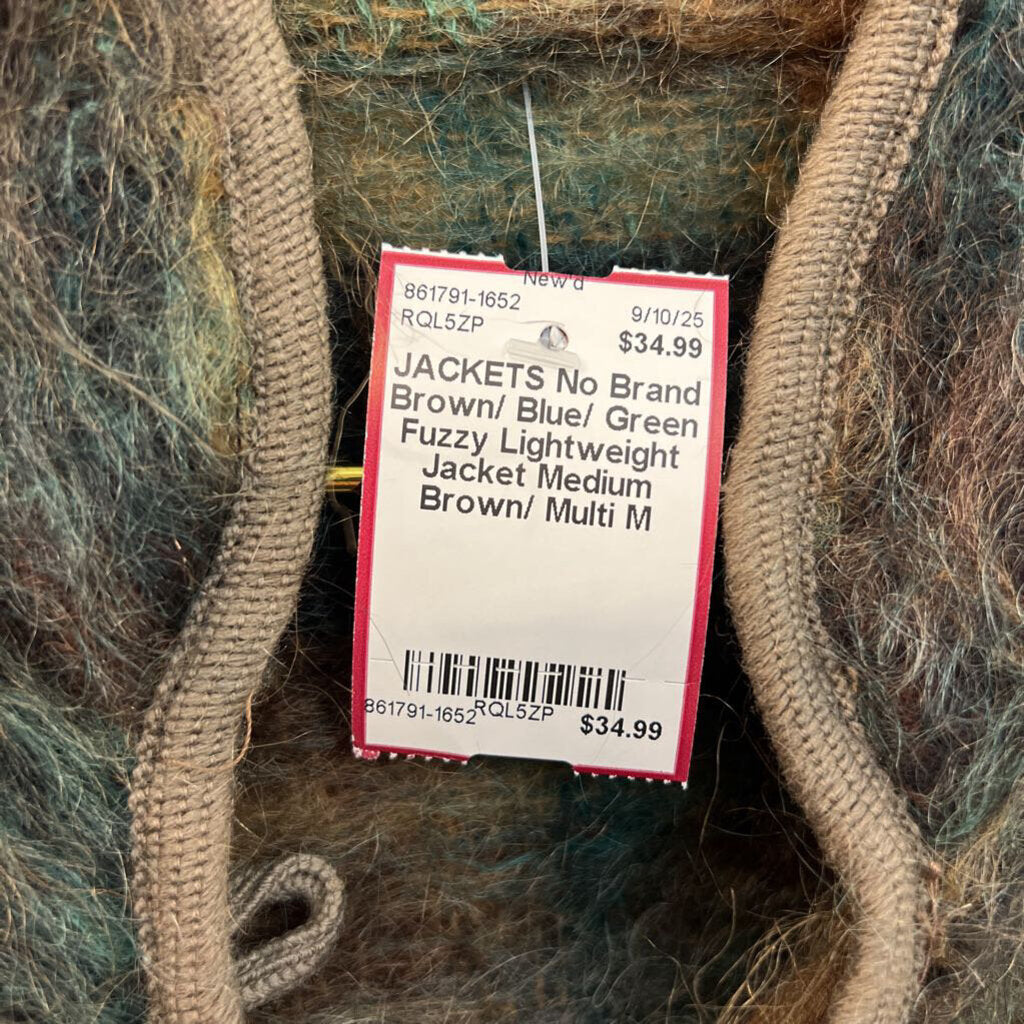 New'd
861791-1652
9/10/25
RQL5ZP
$34.99
JACKETS No Brand
Brown/ Blue/ Green
Fuzzy Lightweight
Jacket Medium
Brown/ Multi M
861791-1652 RQL5ZP $34.99